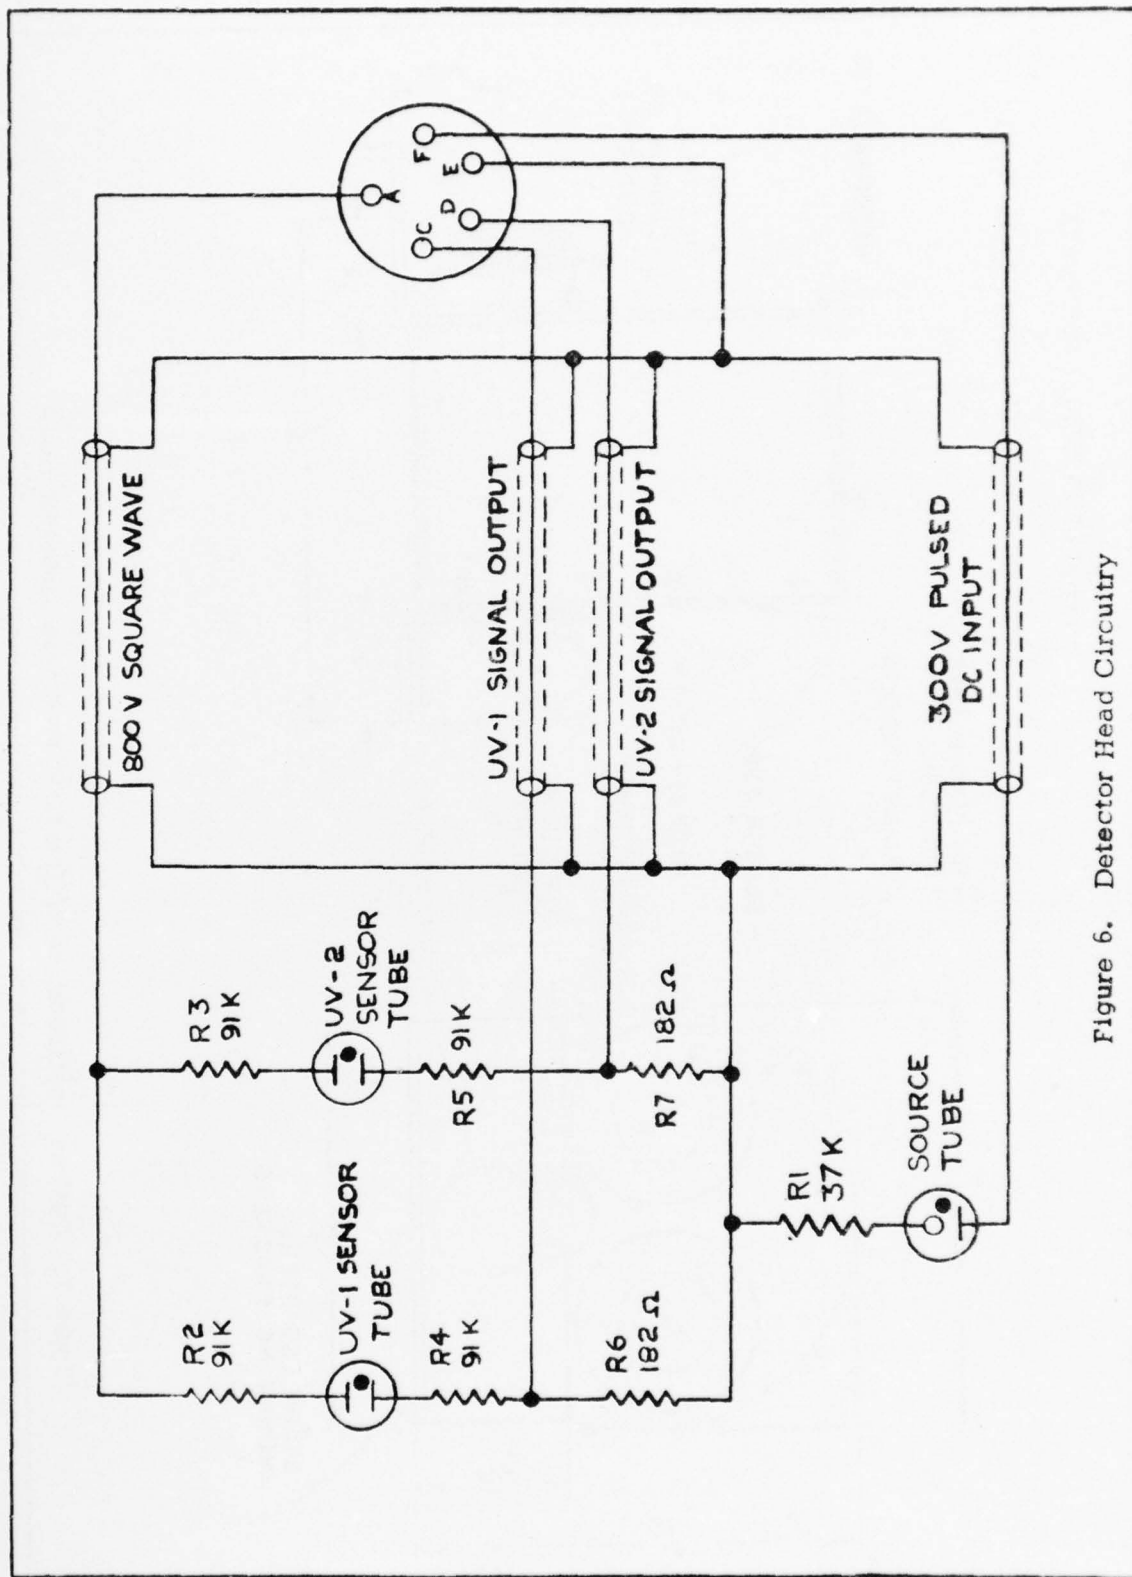 800 V SQUARE WAVE
A
C
F
D
E
R2
91K
R3
91K
UV-1 SENSOR
TUBE
UV-2
SENSOR
TUBE
R4
91K
91K
R5
UV-1 SIGNAL OUTPUT
UV-2 SIGNAL OUTPUT
R6
182Ω
182Ω
R7
R1
37K
SOURCE
TUBE
300V PULSED
DC INPUT
Figure 6. Detector Head Circuitry